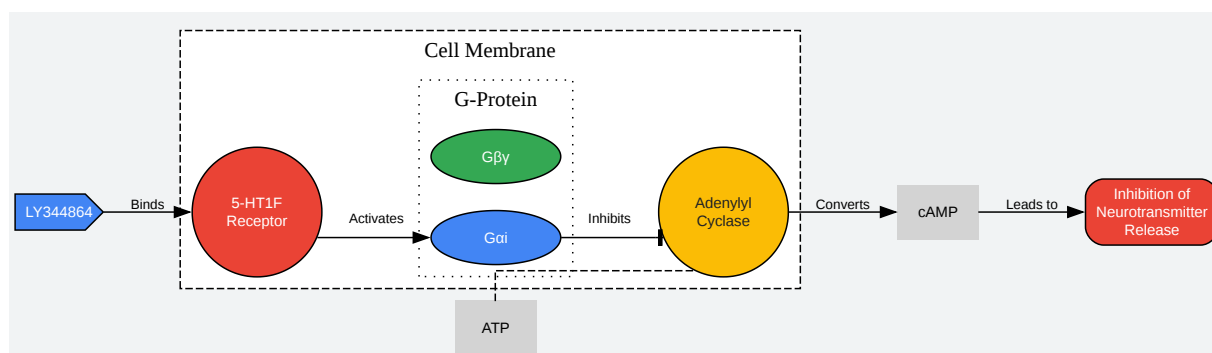 Cell Membrane
G-Protein
Gβγ
LY344864
Binds
5-HT1F
Receptor
Activates
Gαi
Inhibits
Adenylyl
Cyclase
Converts
cAMP
Leads to
Inhibition of
Neurotransmitter
Release
ATP